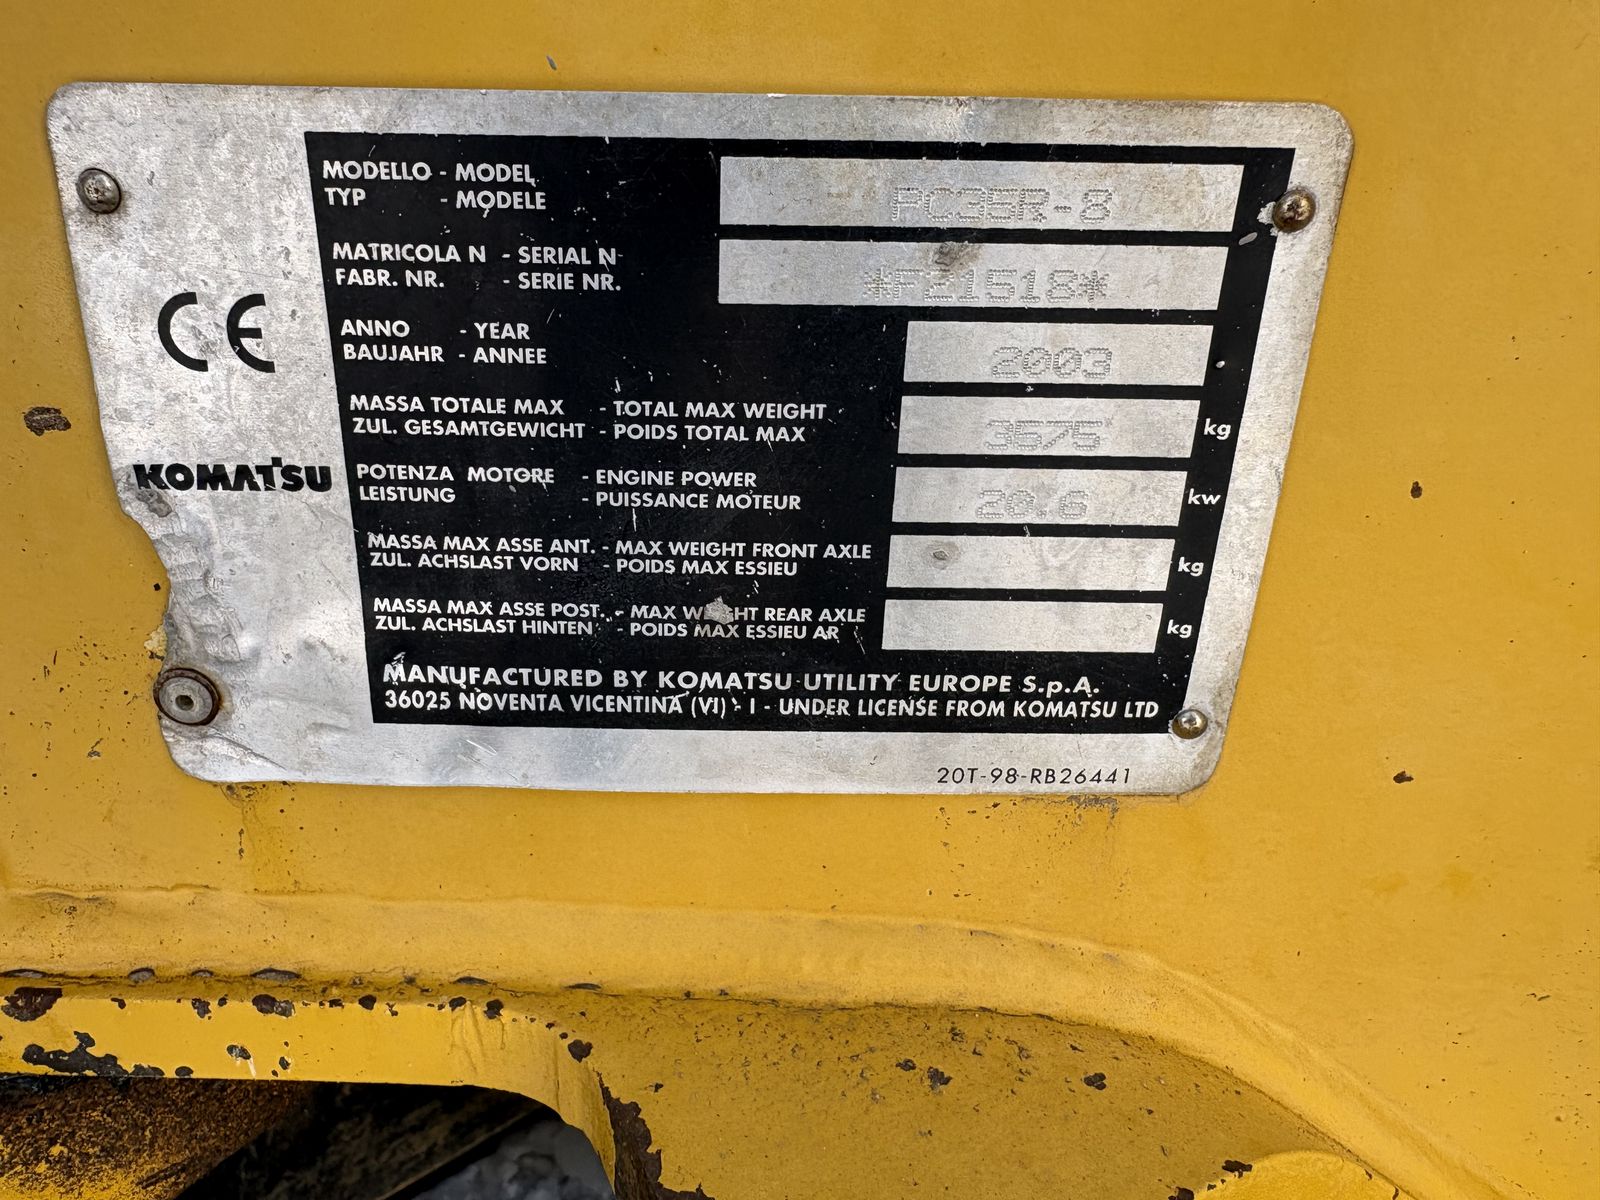 MODELLO - MODEL PC35R-8
TYP - MODELE
MATRICOLA N - SERIAL N *F21518*
FABR. NR. - SERIE NR.
CE
ANNO - YEAR 2003
BAUJAHR - ANNEE
MASSA TOTALE MAX - TOTAL MAX WEIGHT 3675 kg
ZUL. GESAMTGEWICHT - POIDS TOTAL MAX
KOMATSU
POTENZA MOTORE - ENGINE POWER 20.6 kw
LEISTUNG - PUISSANCE MOTEUR
MASSA MAX ASSE ANT. - MAX WEIGHT FRONT AXLE kg
ZUL. ACHSLAST VORN - POIDS MAX ESSIEU
MASSA MAX ASSE POST. - MAX WEIGHT REAR AXLE kg
ZUL. ACHSLAST HINTEN - POIDS MAX ESSIEU AR
MANUFACTURED BY KOMATSU UTILITY EUROPE S.p.A.
36025 NOVENTA VICENTINA (VI) - I - UNDER LICENSE FROM KOMATSU LTD
20T-98-RB26441